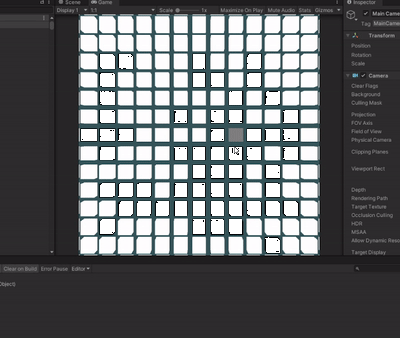 Scene
Game
Display 1
1:1
Scale
1x
Maximize On Play
Mute Audio
Stats
Gizmos
Inspector
Main Camera
Tag
MainCamera
Transform
Position
Rotation
Scale
Camera
Clear Flags
Background
Culling Mask
Projection
FOV Axis
Field of View
Physical Camera
Clipping Planes
Viewport Rect
Depth
Rendering Path
Target Texture
Occlusion Culling
HDR
MSAA
Allow Dynamic Reso
Target Display
Clear on Build
Error Pause
Editor
Object)